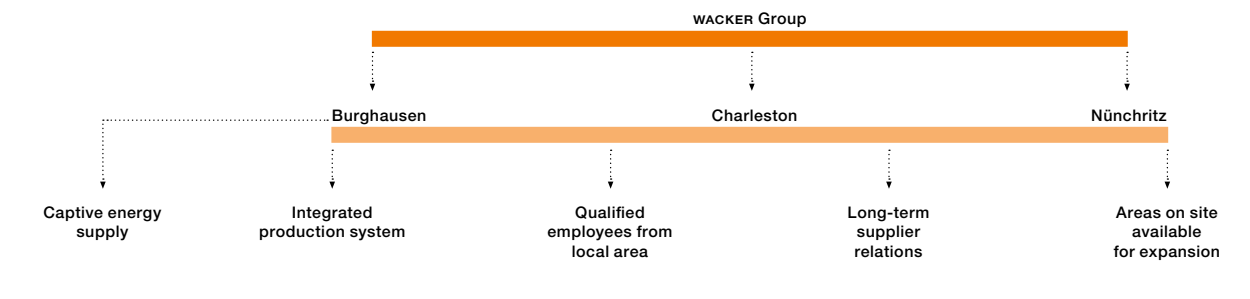 WACKER Group
Burghausen
Charleston
Nünchritz
Captive energy
supply
Integrated
production system
Qualified
employees from
local area
Long-term
supplier
relations
Areas on site
available
for expansion